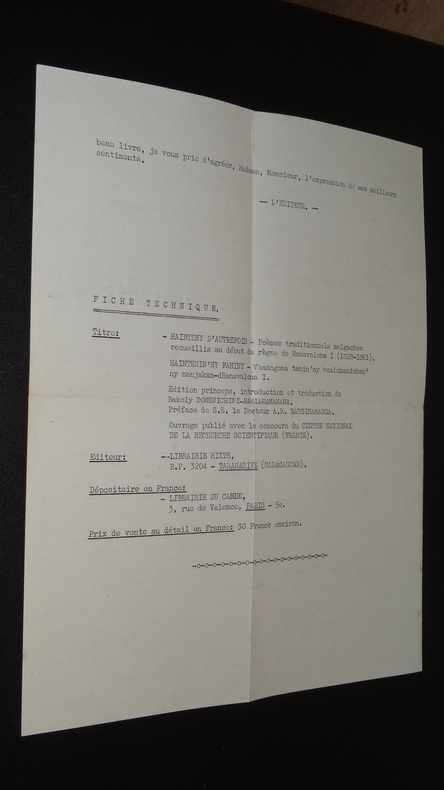 beau livre, je vous prie d'agréer, Madame, Monsieur, l'expression de mes meilleurs
sentiments.
— L'EDITEUR. —
FICHE TECHNIQUE.
Titre: - HAINTENY D'AUTREFOIS - Poèmes traditionnels malgaches
recueillis au début du règne de Ranavalona I (1828-1861).
HAINTENIN'NY FAHINY - Voaangona tamin'ny voalohandohan'
ny nanjakan-dRanavalona I.
Edition princeps, introduction et traduction de
Bakoly DOMENICHINI-RAMIARAMANANA.
Préface de S.E. le Docteur A.R. RATSIMAMANGA.
Ouvrage publié avec le concours du CENTRE NATIONAL
DE LA RECHERCHE SCIENTIFIQUE (FRANCE).
Editeur: --LIBRAIRIE MIXTE,
B.P. 3204 - TANANARIVE (MADAGASCAR).
Dépositaire en France:
- LIBRAIRIE DU CAMEE,
3, rue de Valence, PARIS - 5e.
Prix de vente au détail en France: 30 Francs environ.
-o-o-o-o-o-o-o-o-o-o-o-o-o-o-o-o-